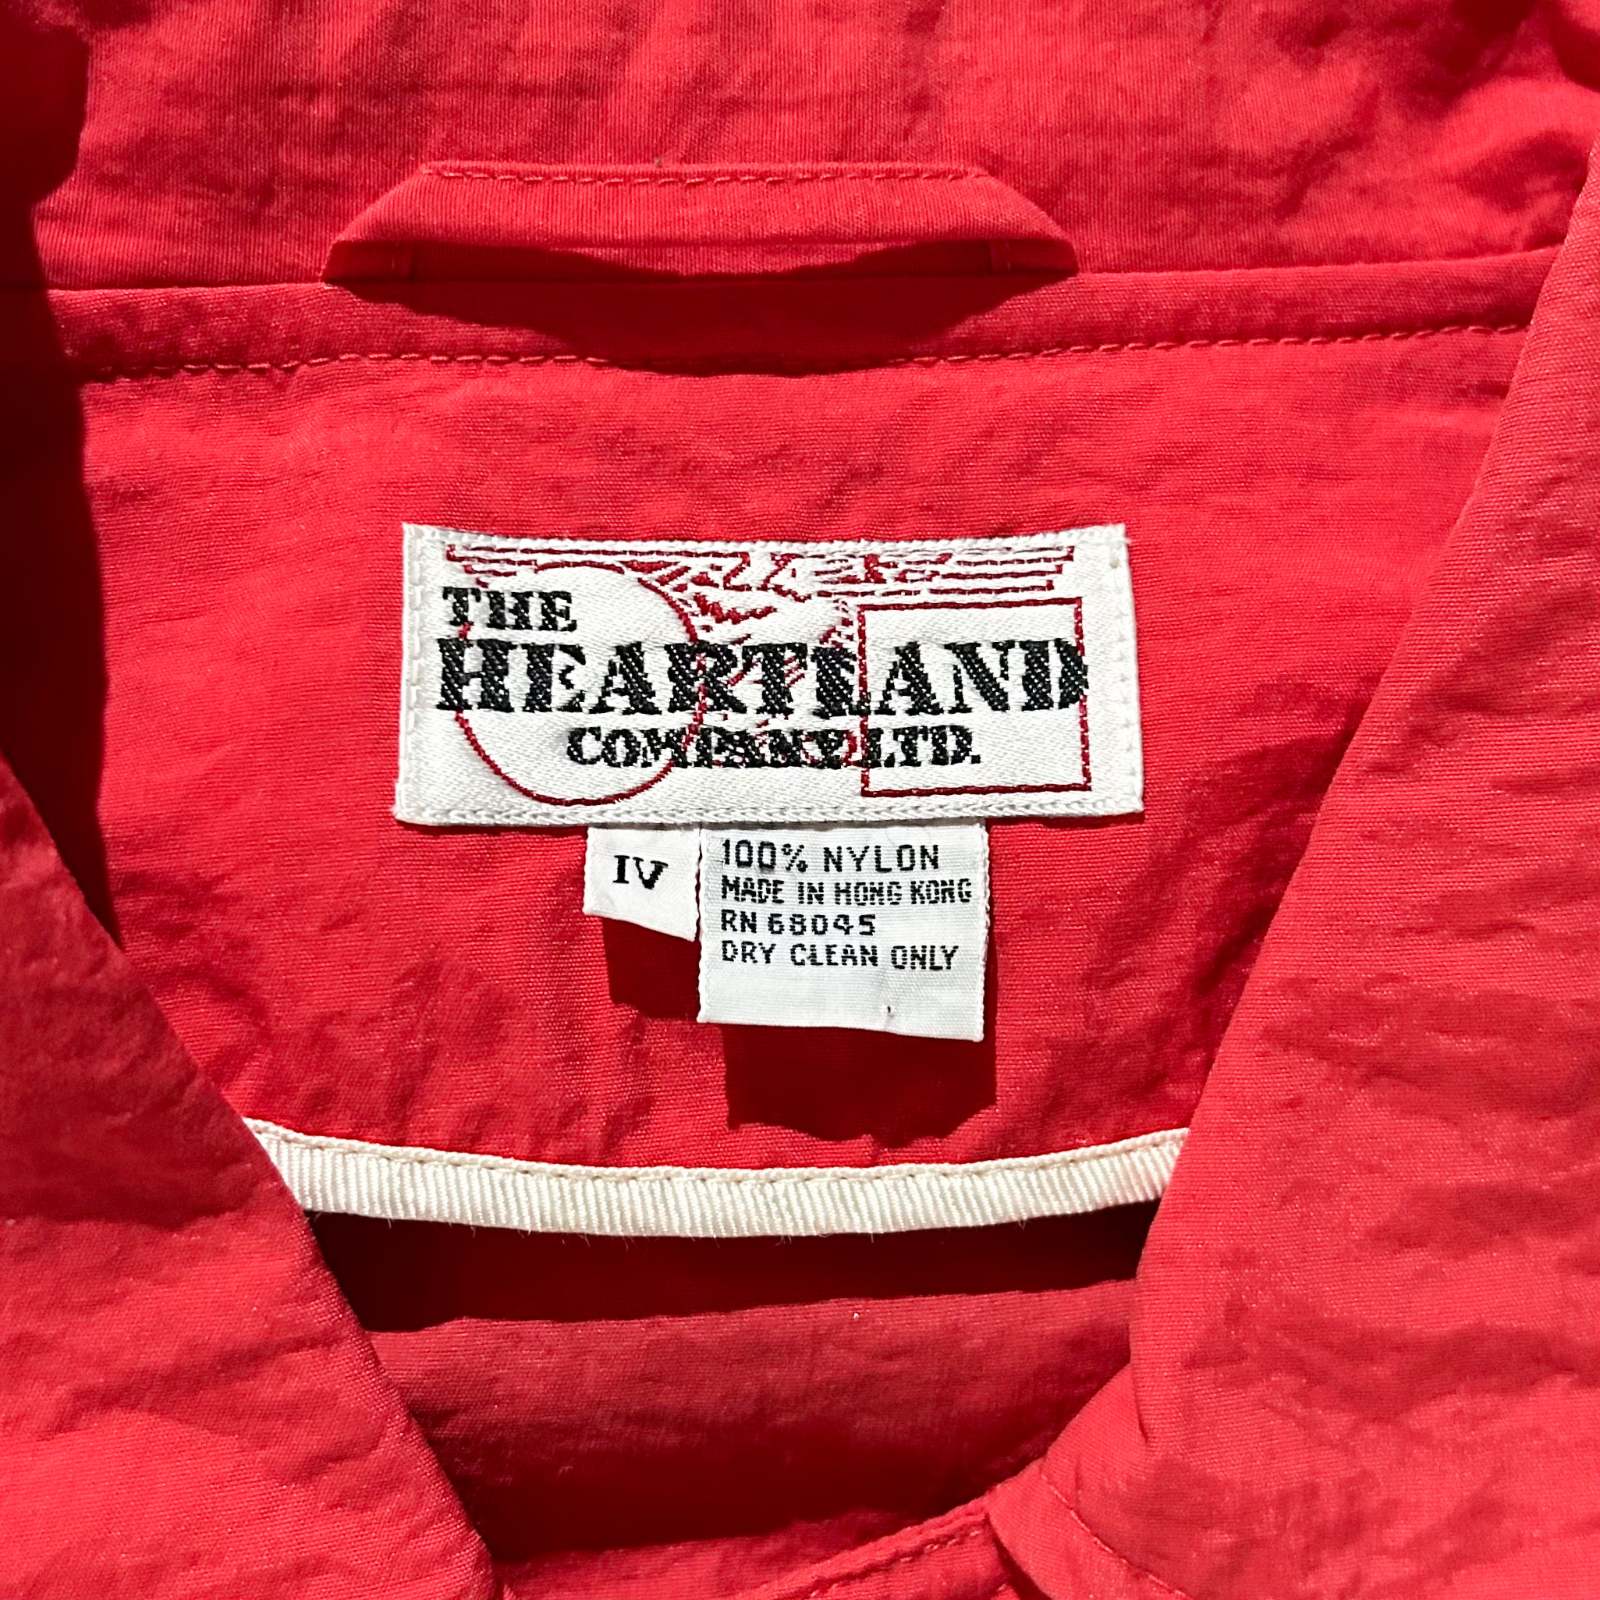 THE
HEARTLAND
COMPANY LTD.
IV
100% NYLON
MADE IN HONG KONG
RN 68045
DRY CLEAN ONLY